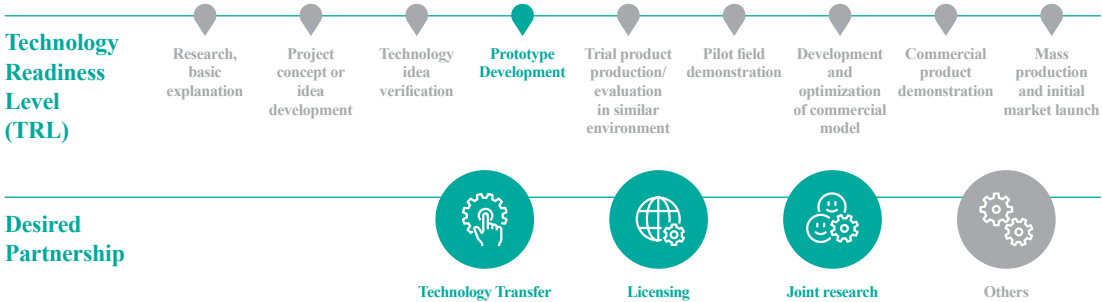 Technology
Readiness
Level
(TRL)
Research,
basic
explanation
Project
concept or
idea
development
Technology
idea
verification
Prototype
Development
Trial product
production/
evaluation
in similar
environment
Pilot field
demonstration
Development
and
optimization
of commercial
model
Commercial
product
demonstration
Mass
production
and initial
market launch
Desired
Partnership
Technology Transfer
Licensing
Joint research
Others